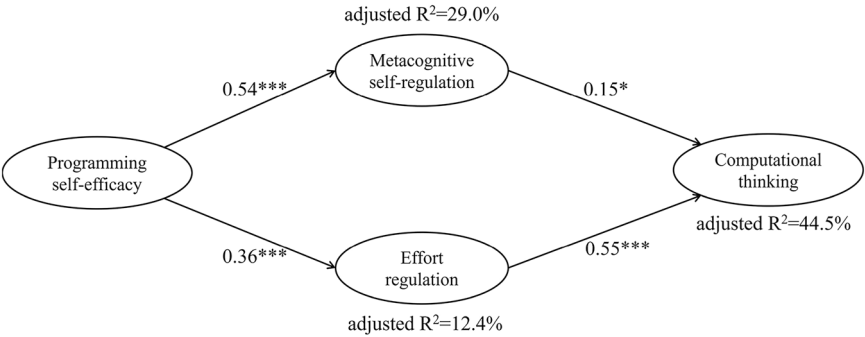 adjusted R²=29.0%
Metacognitive
self-regulation
0.54***
0.15*
Programming
self-efficacy
Computational
thinking
adjusted R²=44.5%
0.36***
0.55***
Effort
regulation
adjusted R²=12.4%